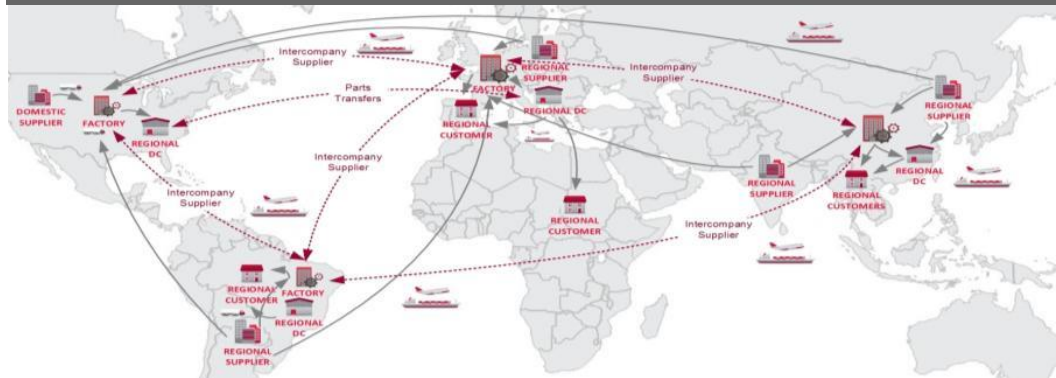 Intercompany
Supplier
REGIONAL
SUPPLIER
Intercompany
Supplier
FACTORY
DOMESTIC
SUPPLIER
FACTORY
REGIONAL
DC
Parts
Transfers
REGIONAL DC
REGIONAL
CUSTOMER
REGIONAL
SUPPLIER
Intercompany
Supplier
REGIONAL
SUPPLIER
REGIONAL
DC
REGIONAL
CUSTOMERS
Intercompany
Supplier
REGIONAL
CUSTOMER
Intercompany
Supplier
REGIONAL
CUSTOMER
FACTORY
REGIONAL
DC
REGIONAL
SUPPLIER